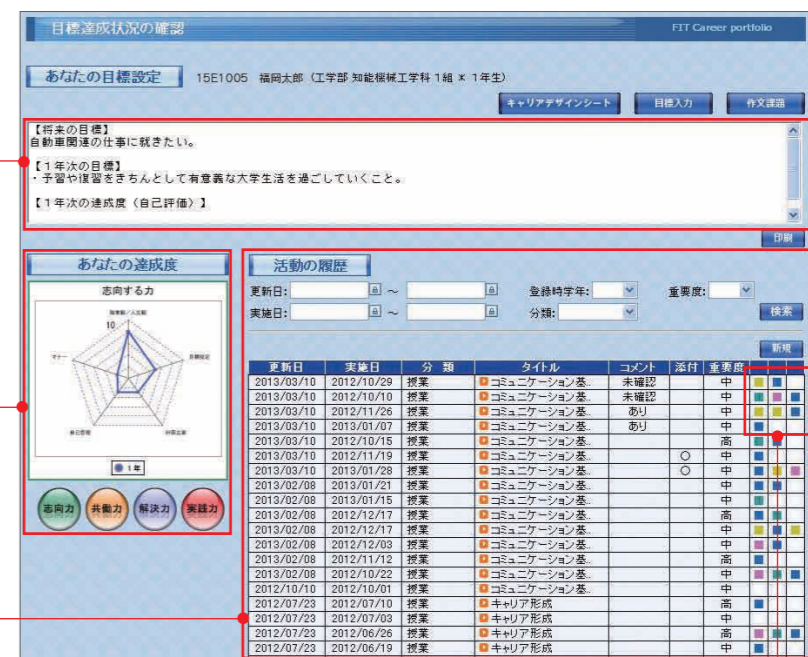 目標達成状況の確認
FIT Career portfolio
あなたの目標設定
15E1005 福岡太郎（工学部 知能機械工学科 1組 * 1年生）
キャリアデザインシート 目標入力 作文課題
【将来の目標】
自動車関連の仕事に就きたい。
【1年次の目標】
・予習や復習をきちんとして有意義な大学生活を過ごしていくこと。
【1年次の達成度（自己評価）】
印刷
あなたの達成度
志向する力
10
マナー
目標設定
1年
志向力 共働力 解決力 実践力
活動の履歴
更新日: ～ 登録時学年: 重要度:
実施日: ～ 分類: 検索
新規
更新日 実施日 分類 タイトル コメント 添付 重要度
2013/03/10 2012/10/29 授業 コミュニケーション基.. 未確認 中
2013/03/10 2012/10/10 授業 コミュニケーション基.. 未確認 中
2013/03/10 2012/11/26 授業 コミュニケーション基.. あり 中
2013/03/10 2013/01/07 授業 コミュニケーション基.. あり 中
2013/03/10 2012/10/15 授業 コミュニケーション基.. 高
2013/03/10 2012/11/19 授業 コミュニケーション基.. ○ 中
2013/03/10 2013/01/28 授業 コミュニケーション基.. ○ 中
2013/02/08 2013/01/21 授業 コミュニケーション基.. 中
2013/02/08 2013/01/15 授業 コミュニケーション基.. 中
2013/02/08 2012/12/17 授業 コミュニケーション基.. 高
2013/02/08 2012/12/17 授業 コミュニケーション基.. 中
2013/02/08 2012/12/03 授業 コミュニケーション基.. 中
2013/02/08 2012/11/12 授業 コミュニケーション基.. 高
2013/02/08 2012/10/22 授業 コミュニケーション基.. 中
2012/10/10 2012/10/01 授業 コミュニケーション基.. 中
2012/07/23 2012/07/10 授業 キャリア形成 高
2012/07/23 2012/07/03 授業 キャリア形成 中
2012/07/23 2012/06/26 授業 キャリア形成 高
2012/07/23 2012/06/19 授業 キャリア形成 中